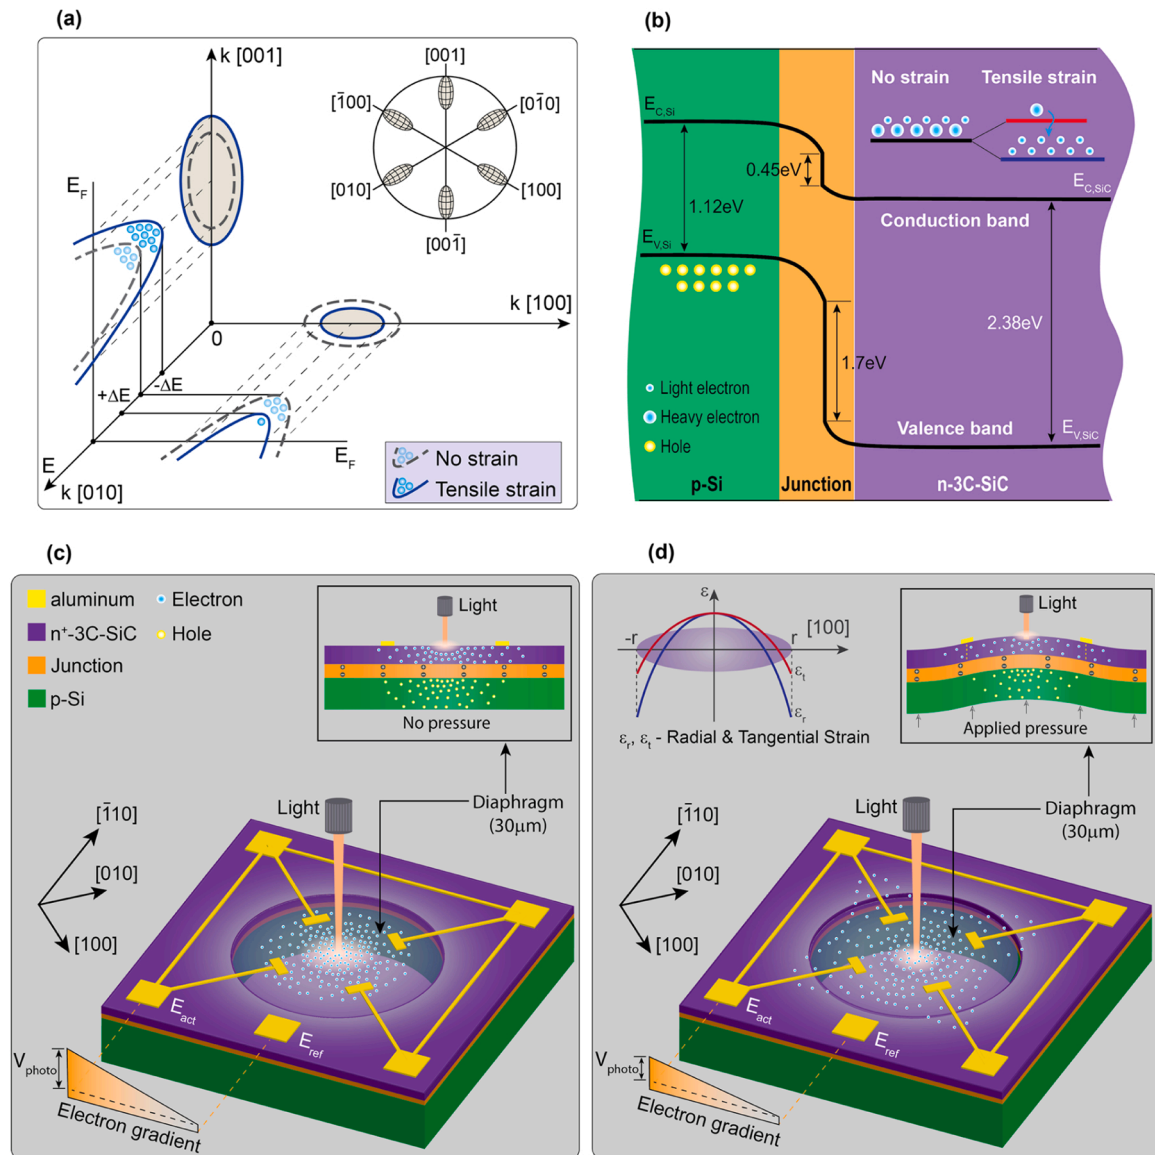 (a)
k [001]
[001]
[1̄00]
[01̄0]
[010]
[100]
[001̄]
E_F
k [100]
0
+ΔE
-ΔE
E
E_F
k [010]
No strain
Tensile strain
(b)
No strain
Tensile strain
E_C,Si
0.45eV
1.12eV
E_C,SiC
Conduction band
E_V,Si
2.38eV
1.7eV
Light electron
Heavy electron
Hole
Valence band
E_V,SiC
p-Si
Junction
n-3C-SiC
(c)
aluminum
Electron
n⁺-3C-SiC
Hole
Junction
p-Si
Light
No pressure
[1̄10]
[010]
[100]
Light
Diaphragm
(30μm)
E_act
E_ref
V_photo
Electron gradient
(d)
ε
-r
r
[100]
ε_t
ε_r
ε_r, ε_t - Radial & Tangential Strain
Light
Applied pressure
[1̄10]
[010]
[100]
Light
Diaphragm
(30μm)
E_act
E_ref
V_photo
Electron gradient